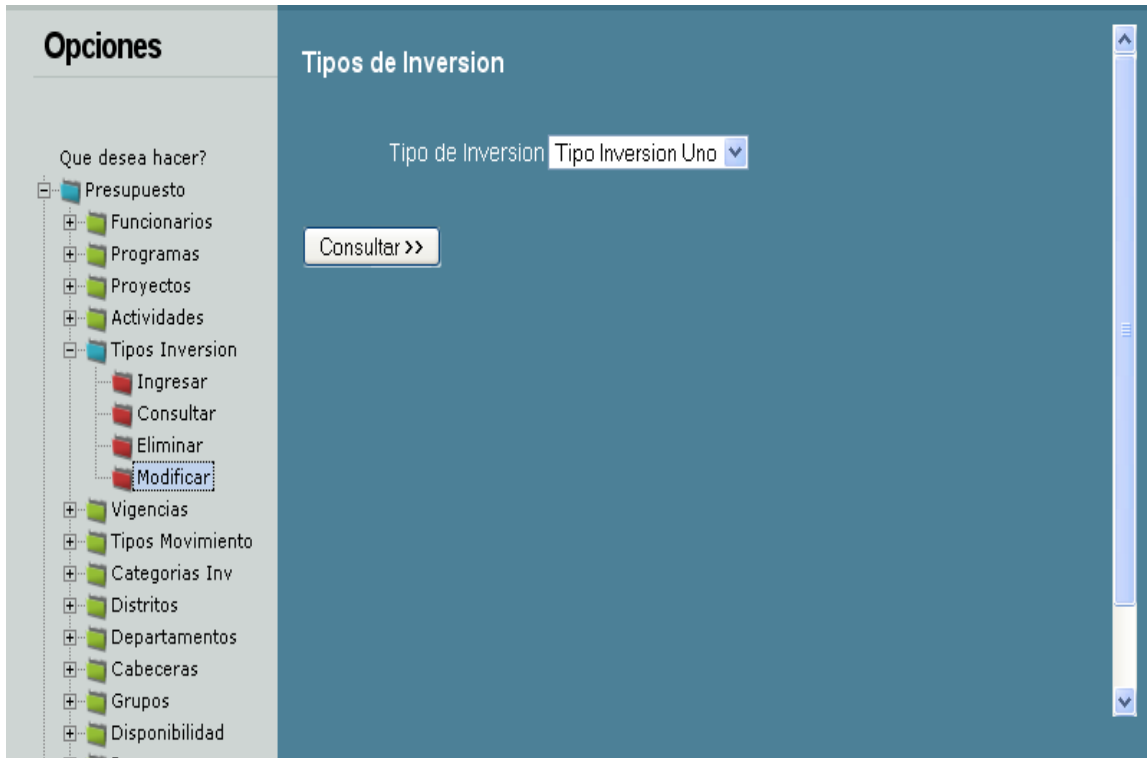 Opciones
Que desea hacer?
Presupuesto
Funcionarios
Programas
Proyectos
Actividades
Tipos Inversion
Ingresar
Consultar
Eliminar
Modificar
Vigencias
Tipos Movimiento
Categorias Inv
Distritos
Departamentos
Cabeceras
Grupos
Disponibilidad
Tipos de Inversion
Tipo de Inversion Tipo Inversion Uno
Consultar >>